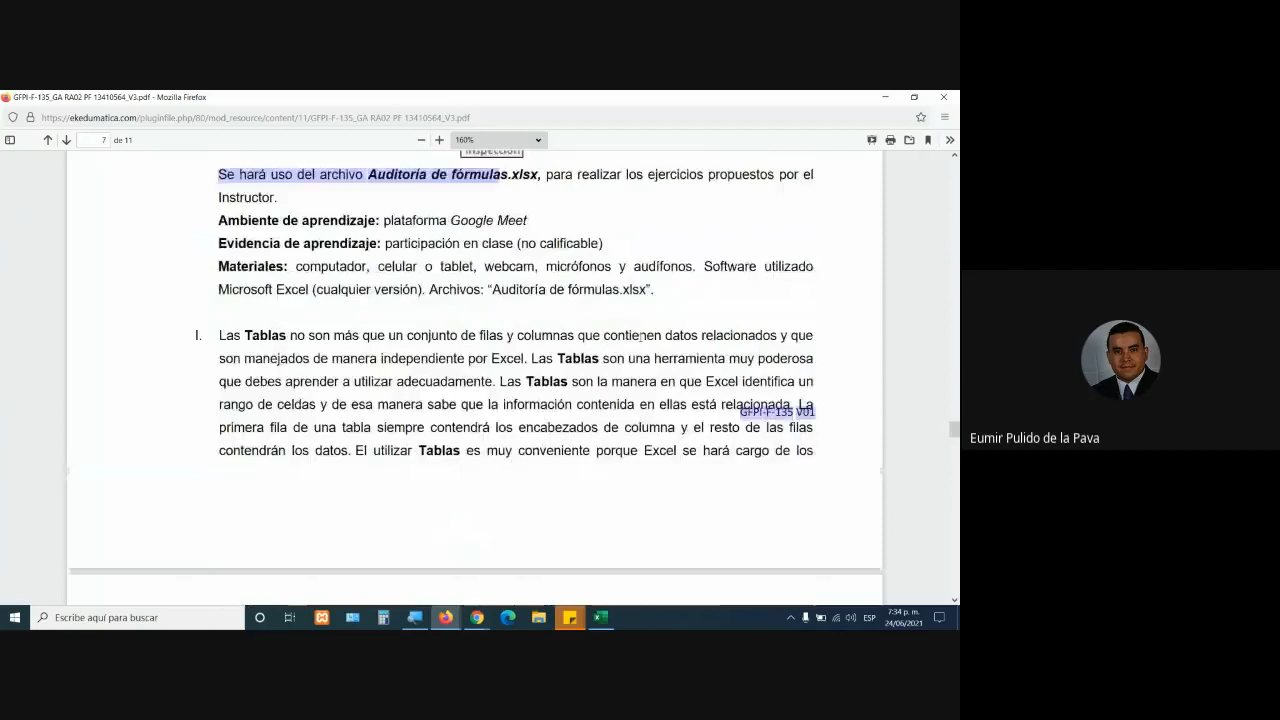 GFPI-F-135_GA RA02 PF 13410564_V3.pdf - Mozilla Firefox
https://ekedumatica.com/pluginfile.php/80/mod_resource/content/11/GFPI-F-135_GA RA02 PF 13410564_V3.pdf
7 de 11
160%
Inspección
Se hará uso del archivo Auditoría de fórmulas.xlsx, para realizar los ejercicios propuestos por el
Instructor.
Ambiente de aprendizaje: plataforma Google Meet
Evidencia de aprendizaje: participación en clase (no calificable)
Materiales: computador, celular o tablet, webcam, micrófonos y audífonos. Software utilizado
Microsoft Excel (cualquier versión). Archivos: “Auditoría de fórmulas.xlsx”.
I. Las Tablas no son más que un conjunto de filas y columnas que contienen datos relacionados y que
son manejados de manera independiente por Excel. Las Tablas son una herramienta muy poderosa
que debes aprender a utilizar adecuadamente. Las Tablas son la manera en que Excel identifica un
rango de celdas y de esa manera sabe que la información contenida en ellas está relacionada. La
GFPI-F-135 V01
primera fila de una tabla siempre contendrá los encabezados de columna y el resto de las filas
contendrán los datos. El utilizar Tablas es muy conveniente porque Excel se hará cargo de los
Eumir Pulido de la Pava
Escribe aquí para buscar
ESP
7:34 p. m.
24/06/2021